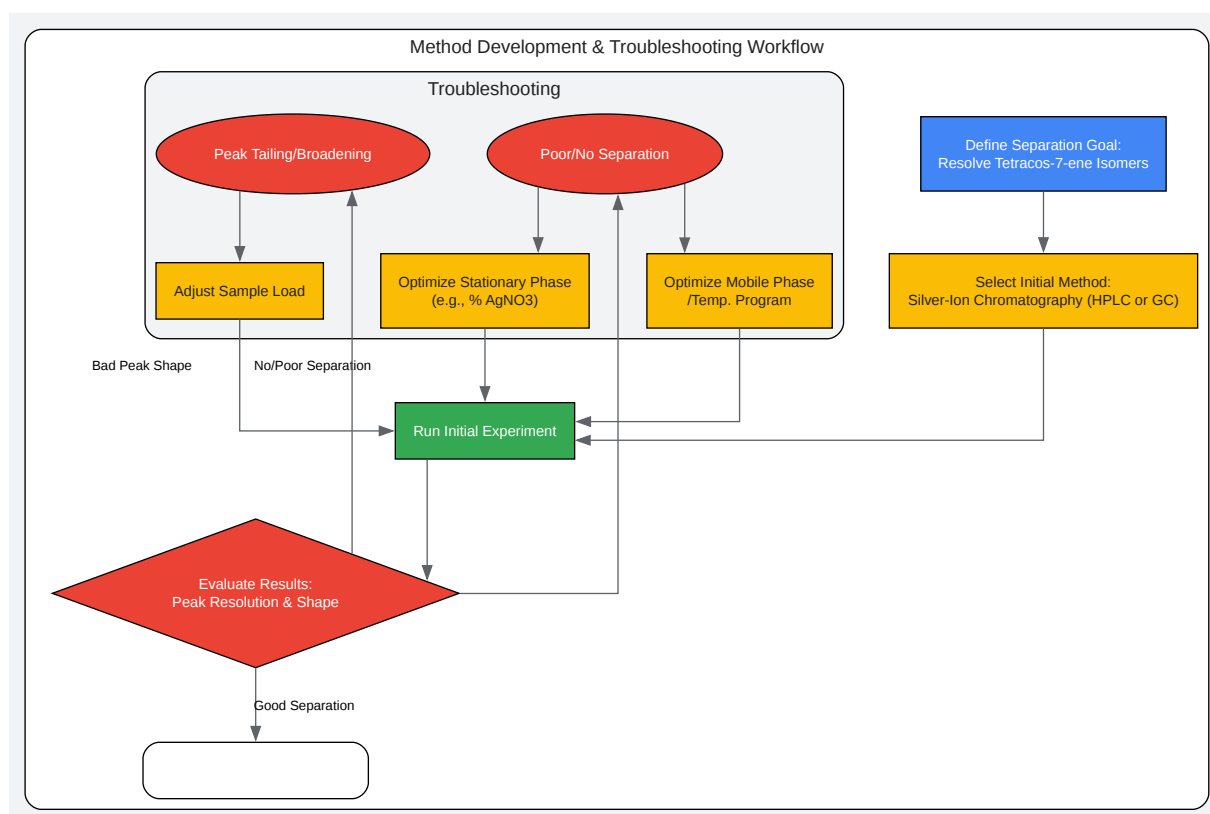 Method Development & Troubleshooting Workflow
Troubleshooting
Peak Tailing/Broadening
Poor/No Separation
Define Separation Goal:
Resolve Tetracos-7-ene Isomers
Adjust Sample Load
Optimize Stationary Phase
(e.g., % AgNO3)
Optimize Mobile Phase
/Temp. Program
Select Initial Method:
Silver-Ion Chromatography (HPLC or GC)
Bad Peak Shape
No/Poor Separation
Run Initial Experiment
Evaluate Results:
Peak Resolution & Shape
Good Separation